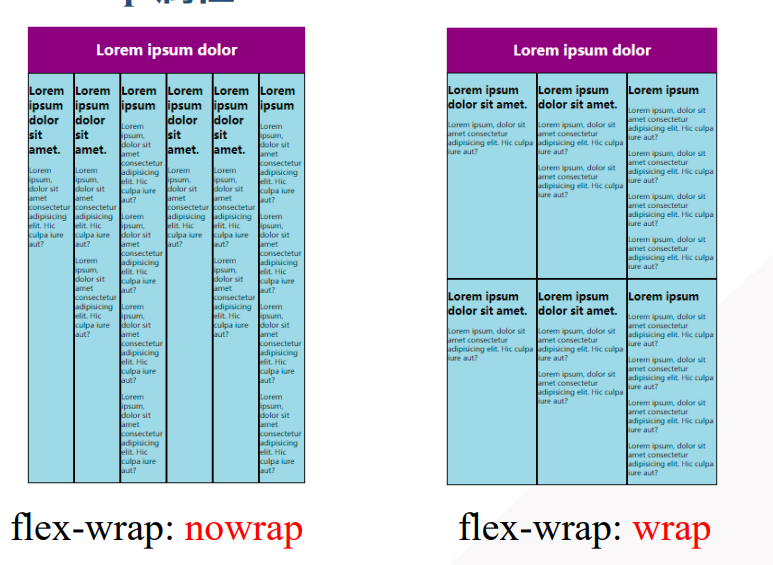 Lorem ipsum dolor
Lorem
ipsum
dolor
sit
amet.
Lorem
ipsum,
dolor sit
amet
consectetur
adipisicing
elit. Hic
culpa iure
aut?
Lorem
ipsum
dolor
sit
amet.
Lorem
ipsum,
dolor sit
amet
consectetur
adipisicing
elit. Hic
culpa iure
aut?
Lorem
ipsum,
dolor sit
amet
consectetur
adipisicing
elit. Hic
culpa iure
aut?
Lorem
ipsum
Lorem
ipsum,
dolor sit
amet
consectetur
adipisicing
elit. Hic
culpa iure
aut?
Lorem
ipsum,
dolor sit
amet
consectetur
adipisicing
elit. Hic
culpa iure
aut?
Lorem
ipsum,
dolor sit
amet
consectetur
adipisicing
elit. Hic
culpa iure
aut?
Lorem
ipsum,
dolor sit
amet
consectetur
adipisicing
elit. Hic
culpa iure
aut?
Lorem
ipsum
dolor
sit
amet.
Lorem
ipsum,
dolor sit
amet
consectetur
adipisicing
elit. Hic
culpa iure
aut?
Lorem
ipsum
dolor
sit
amet.
Lorem
ipsum,
dolor sit
amet
consectetur
adipisicing
elit. Hic
culpa iure
aut?
Lorem
ipsum,
dolor sit
amet
consectetur
adipisicing
elit. Hic
culpa iure
aut?
Lorem
ipsum
Lorem
ipsum,
dolor sit
amet
consectetur
adipisicing
elit. Hic
culpa iure
aut?
Lorem
ipsum,
dolor sit
amet
consectetur
adipisicing
elit. Hic
culpa iure
aut?
Lorem
ipsum,
dolor sit
amet
consectetur
adipisicing
elit. Hic
culpa iure
aut?
Lorem
ipsum,
dolor sit
amet
consectetur
adipisicing
elit. Hic
culpa iure
aut?
flex-wrap: nowrap
Lorem ipsum dolor
Lorem ipsum
dolor sit amet.
Lorem ipsum, dolor sit
amet consectetur
adipisicing elit. Hic culpa
iure aut?
Lorem ipsum
dolor sit amet.
Lorem ipsum, dolor sit
amet consectetur
adipisicing elit. Hic culpa
iure aut?
Lorem ipsum, dolor sit
amet consectetur
adipisicing elit. Hic culpa
iure aut?
Lorem ipsum
Lorem ipsum, dolor sit
amet consectetur
adipisicing elit. Hic culpa
iure aut?
Lorem ipsum, dolor sit
amet consectetur
adipisicing elit. Hic culpa
iure aut?
Lorem ipsum, dolor sit
amet consectetur
adipisicing elit. Hic culpa
iure aut?
Lorem ipsum, dolor sit
amet consectetur
adipisicing elit. Hic culpa
iure aut?
Lorem ipsum
dolor sit amet.
Lorem ipsum, dolor sit
amet consectetur
adipisicing elit. Hic culpa
iure aut?
Lorem ipsum
dolor sit amet.
Lorem ipsum, dolor sit
amet consectetur
adipisicing elit. Hic culpa
iure aut?
Lorem ipsum, dolor sit
amet consectetur
adipisicing elit. Hic culpa
iure aut?
Lorem ipsum
Lorem ipsum, dolor sit
amet consectetur
adipisicing elit. Hic culpa
iure aut?
Lorem ipsum, dolor sit
amet consectetur
adipisicing elit. Hic culpa
iure aut?
Lorem ipsum, dolor sit
amet consectetur
adipisicing elit. Hic culpa
iure aut?
Lorem ipsum, dolor sit
amet consectetur
adipisicing elit. Hic culpa
iure aut?
flex-wrap: wrap